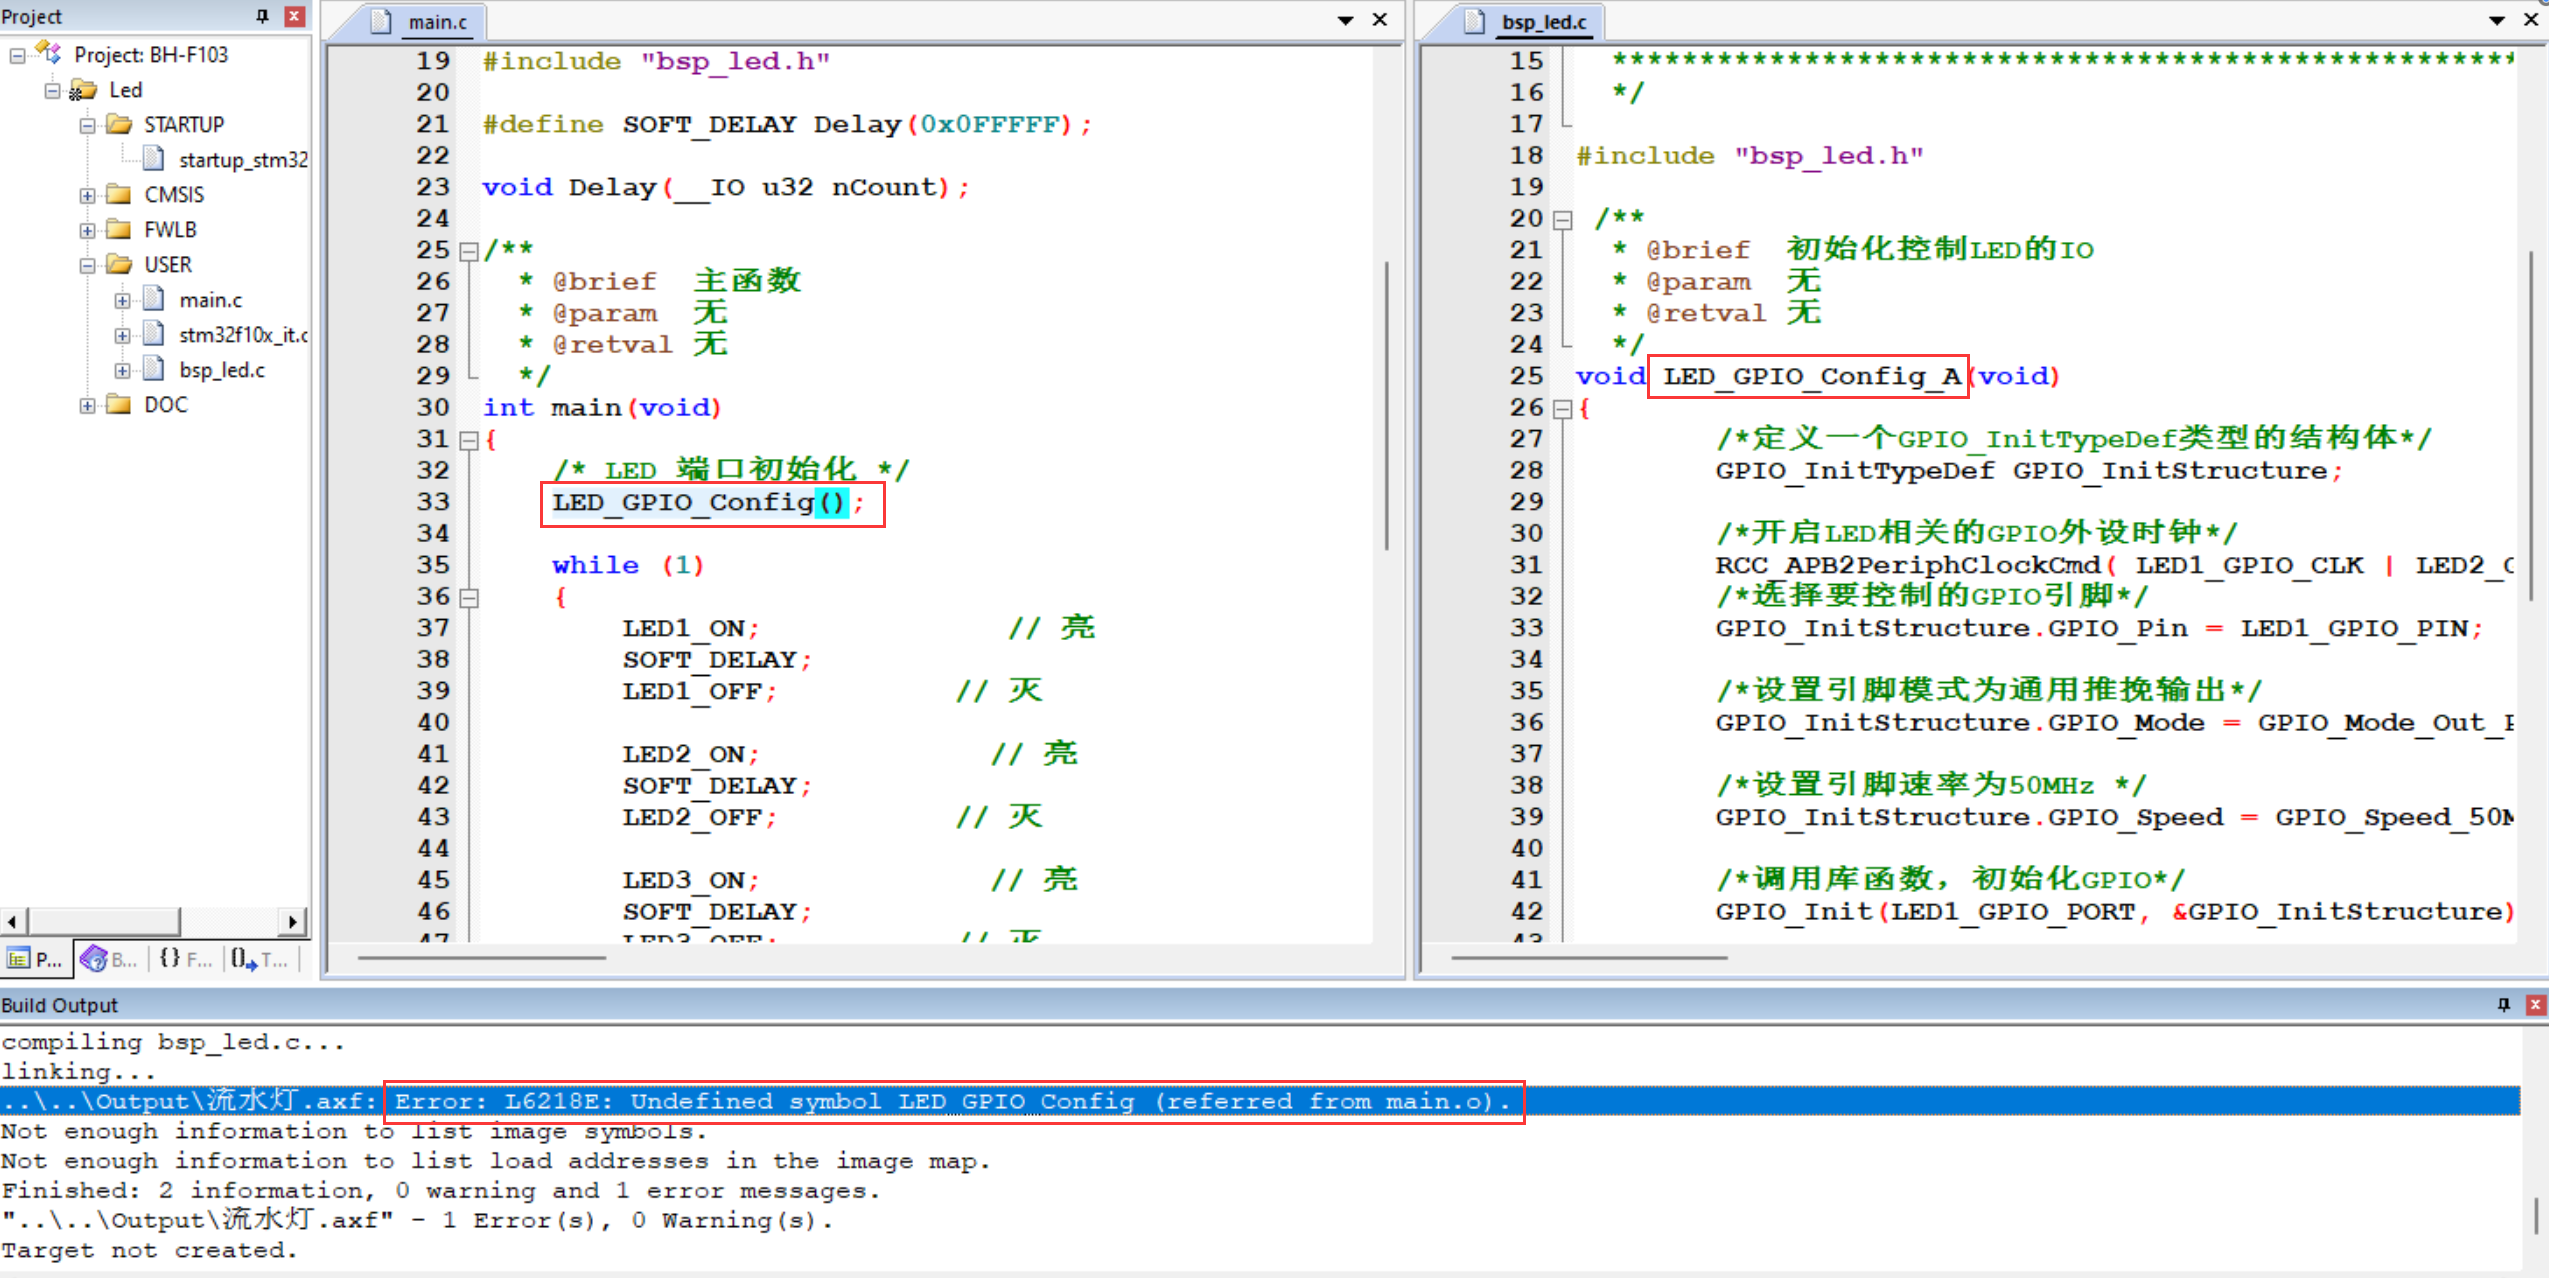 Project
Project: BH-F103
Led
STARTUP
startup_stm32
CMSIS
FWLB
USER
main.c
stm32f10x_it.c
bsp_led.c
DOC
P...
B...
{} F...
T...
main.c
19 #include "bsp_led.h"
20
21 #define SOFT_DELAY Delay(0x0FFFFF);
22
23 void Delay(__IO u32 nCount);
24
25 /**
26 * @brief 主函数
27 * @param 无
28 * @retval 无
29 */
30 int main(void)
31 {
32 /* LED 端口初始化 */
33 LED_GPIO_Config();
34
35 while (1)
36 {
37 LED1_ON; // 亮
38 SOFT_DELAY;
39 LED1_OFF; // 灭
40
41 LED2_ON; // 亮
42 SOFT_DELAY;
43 LED2_OFF; // 灭
44
45 LED3_ON; // 亮
46 SOFT_DELAY;
47 LED3_OFF; // 灭
bsp_led.c
15 ****************************************************
16 */
17
18 #include "bsp_led.h"
19
20 /**
21 * @brief 初始化控制LED的IO
22 * @param 无
23 * @retval 无
24 */
25 void LED_GPIO_Config_A(void)
26 {
27 /*定义一个GPIO_InitTypeDef类型的结构体*/
28 GPIO_InitTypeDef GPIO_InitStructure;
29
30 /*开启LED相关的GPIO外设时钟*/
31 RCC_APB2PeriphClockCmd( LED1_GPIO_CLK | LED2_G
32 /*选择要控制的GPIO引脚*/
33 GPIO_InitStructure.GPIO_Pin = LED1_GPIO_PIN;
34
35 /*设置引脚模式为通用推挽输出*/
36 GPIO_InitStructure.GPIO_Mode = GPIO_Mode_Out_P
37
38 /*设置引脚速率为50MHz */
39 GPIO_InitStructure.GPIO_Speed = GPIO_Speed_50M
40
41 /*调用库函数，初始化GPIO*/
42 GPIO_Init(LED1_GPIO_PORT, &GPIO_InitStructure)
43
Build Output
compiling bsp_led.c...
linking...
..\..\Output\流水灯.axf: Error: L6218E: Undefined symbol LED_GPIO_Config (referred from main.o).
Not enough information to list image symbols.
Not enough information to list load addresses in the image map.
Finished: 2 information, 0 warning and 1 error messages.
"..\..\Output\流水灯.axf" - 1 Error(s), 0 Warning(s).
Target not created.